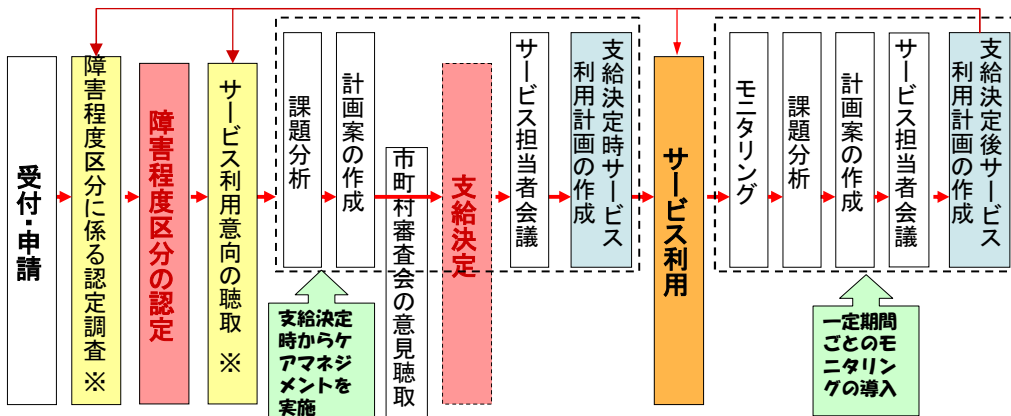 受付・申請
障害程度区分に係る認定調査 ※
障害程度区分の認定
サービス利用意向の聴取 ※
課題分析
計画案の作成
市町村審査会の意見聴取
支給決定
サービス担当者会議
支給決定時サービス
利用計画の作成
サービス利用
モニタリング
課題分析
計画案の作成
サービス担当者会議
支給決定後サービス
利用計画の作成
支給決定
時からケ
アマネジ
メントを
実施
一定期間
ごとのモ
ニタリン
グの導入